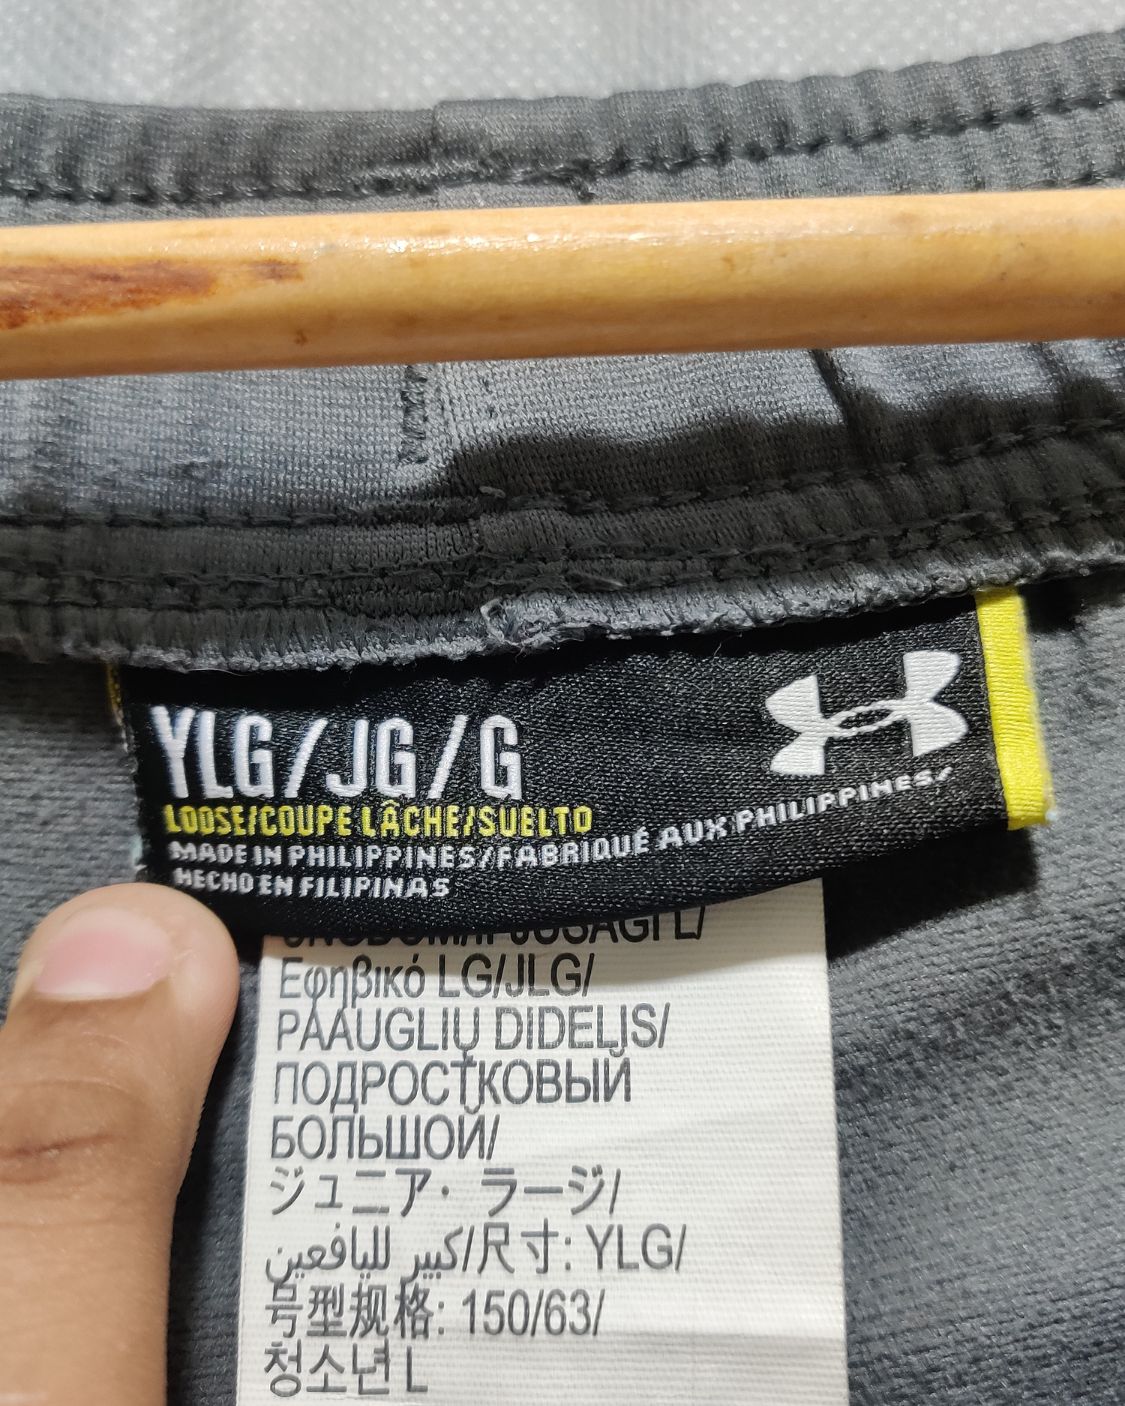 YLG/JG/G
LOOSE/COUPE LÂCHE/SUELTO
MADE IN PHILIPPINES/FABRIQUÉ AUX PHILIPPINES/
HECHO EN FILIPINAS
Εφηβικό LG/JLG/
PAAUGLIŲ DIDELIS/
ПОДРОСТКОВЫЙ
БОЛЬШОЙ/
ジュニア・ラージ/
كبير لليافعين/尺寸: YLG/
号型规格: 150/63/
청소년 L